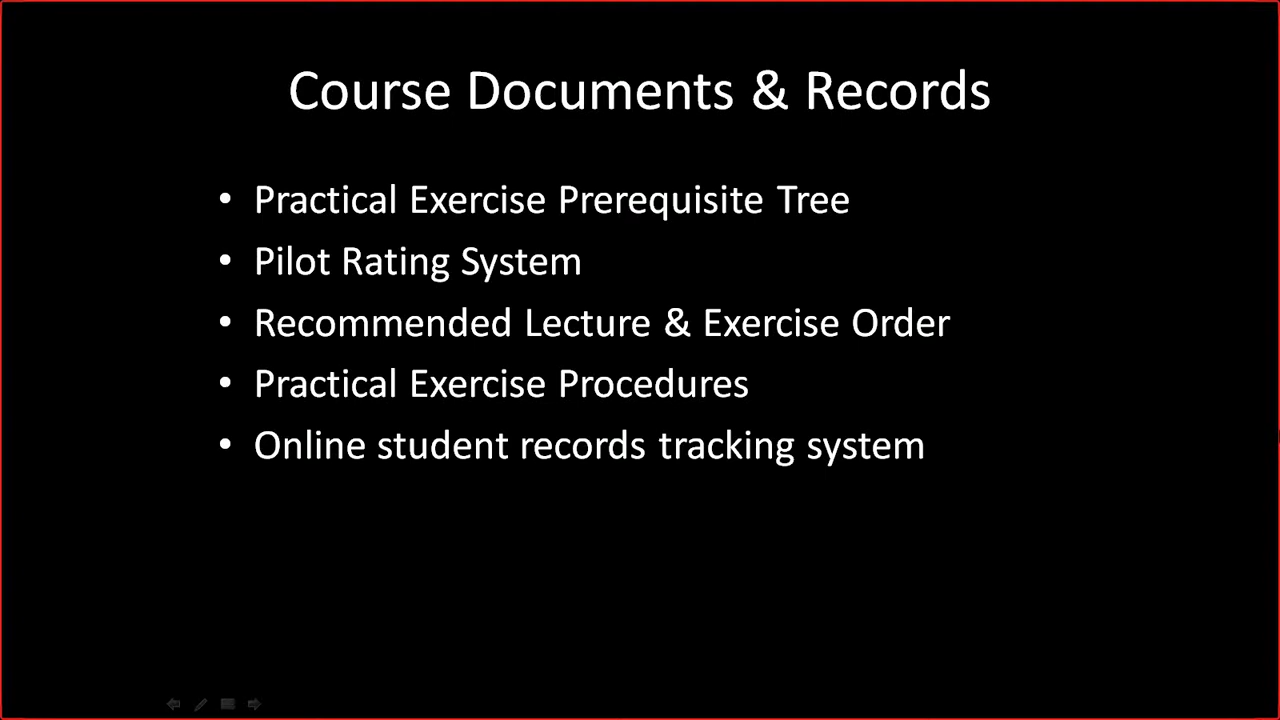 Course Documents & Records
• Practical Exercise Prerequisite Tree
• Pilot Rating System
• Recommended Lecture & Exercise Order
• Practical Exercise Procedures
• Online student records tracking system